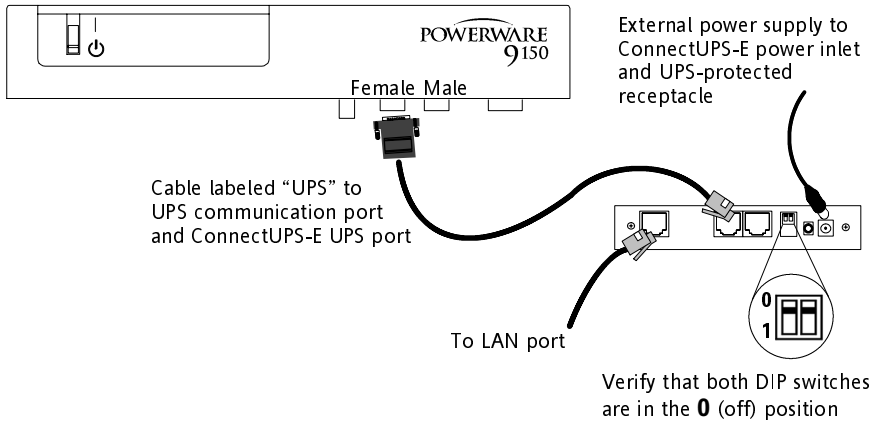 POWERWARE
9150
Female Male
External power supply to
ConnectUPS-E power inlet
and UPS-protected
receptacle
Cable labeled “UPS” to
UPS communication port
and ConnectUPS-E UPS port
To LAN port
0
1
Verify that both DIP switches
are in the 0 (off) position